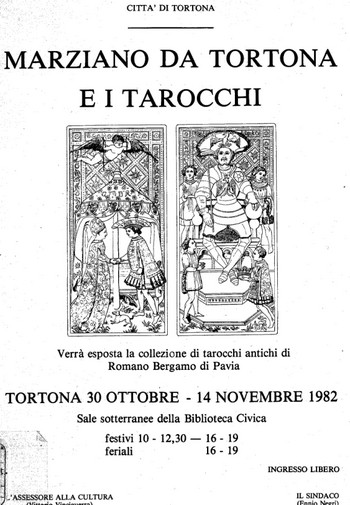 CITTA' DI TORTONA
MARZIANO DA TORTONA
E I TAROCCHI
Verrà esposta la collezione di tarocchi antichi di
Romano Bergamo di Pavia
TORTONA 30 OTTOBRE - 14 NOVEMBRE 1982
Sale sotterranee della Biblioteca Civica
festivi 10 - 12,30 — 16 - 19
feriali 16 - 19
INGRESSO LIBERO
L'ASSESSORE ALLA CULTURA
IL SINDACO
(Ennio Negri)